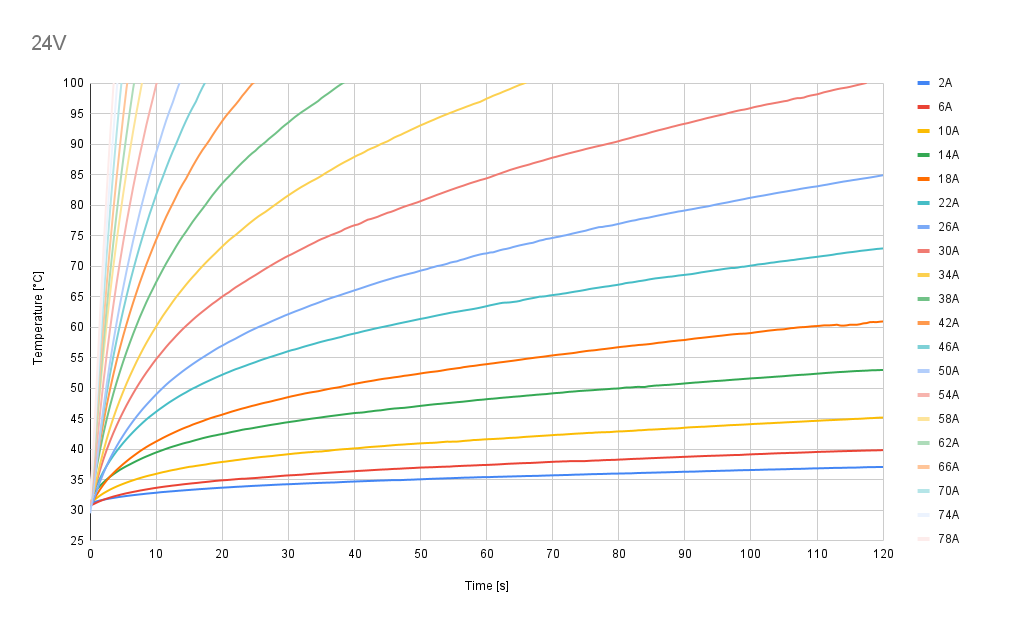 24V
100
95
90
85
80
75
70
65
60
55
50
45
40
35
30
25
Temperature [°C]
0 10 20 30 40 50 60 70 80 90 100 110 120
Time [s]
2A
6A
10A
14A
18A
22A
26A
30A
34A
38A
42A
46A
50A
54A
58A
62A
66A
70A
74A
78A